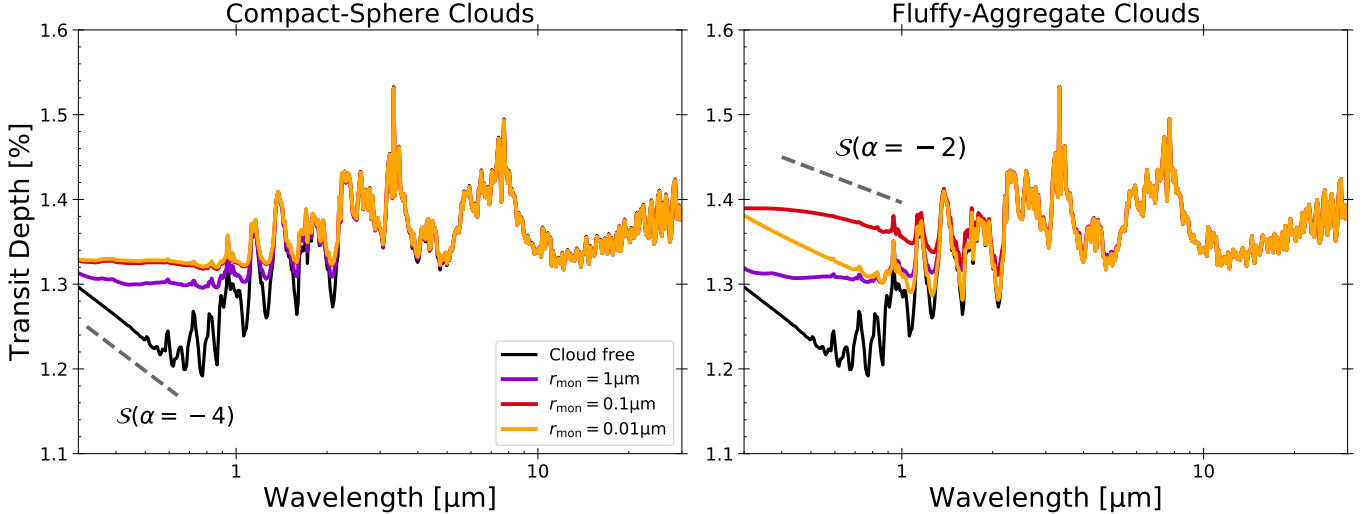 Compact-Sphere Clouds
Fluffy-Aggregate Clouds
Transit Depth [%]
1.6
1.5
1.4
1.3
1.2
1.1
𝒮(α = −4)
Cloud free
r_mon = 1μm
r_mon = 0.1μm
r_mon = 0.01μm
1
10
Wavelength [μm]
1.6
1.5
1.4
1.3
1.2
1.1
𝒮(α = −2)
1
10
Wavelength [μm]